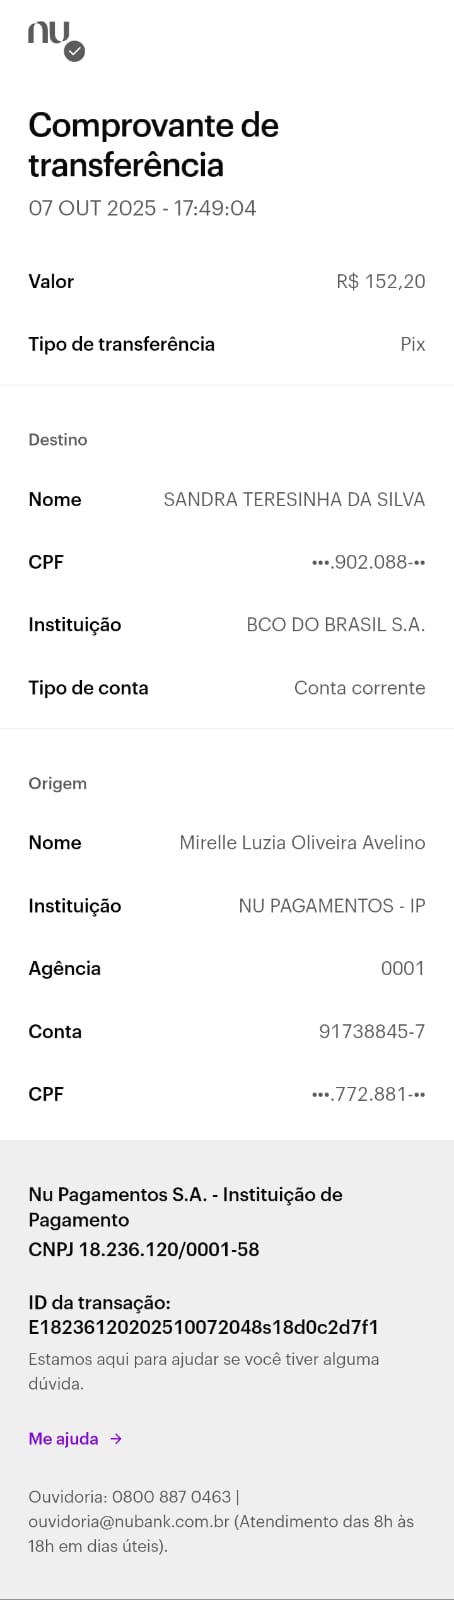 nu
Comprovante de
transferência
07 OUT 2025 - 17:49:04
Valor R$ 152,20
Tipo de transferência Pix
Destino
Nome SANDRA TERESINHA DA SILVA
CPF •••.902.088-••
Instituição BCO DO BRASIL S.A.
Tipo de conta Conta corrente
Origem
Nome Mirelle Luzia Oliveira Avelino
Instituição NU PAGAMENTOS - IP
Agência 0001
Conta 91738845-7
CPF •••.772.881-••
Nu Pagamentos S.A. - Instituição de
Pagamento
CNPJ 18.236.120/0001-58
ID da transação:
E18236120202510072048s18d0c2d7f1
Estamos aqui para ajudar se você tiver alguma
dúvida.
Me ajuda →
Ouvidoria: 0800 887 0463 |
ouvidoria@nubank.com.br (Atendimento das 8h às
18h em dias úteis).